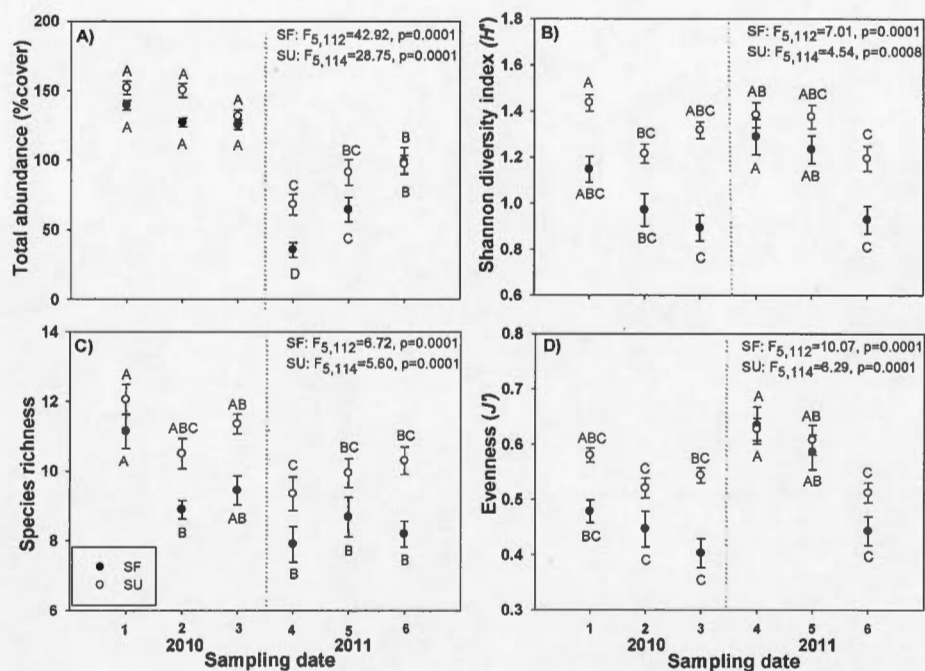 A)
SF: F5,112=42.92, p=0.0001
SU: F5,114=28.75, p=0.0001
Total abundance (%cover)
200
150
100
50
0
A
A
A
A
A
A
C
D
BC
C
B
B
B)
SF: F5,112=7.01, p=0.0001
SU: F5,114=4.54, p=0.0008
Shannon diversity index (H')
1.8
1.6
1.4
1.2
1.0
0.8
0.6
A
ABC
BC
BC
ABC
C
AB
A
ABC
AB
C
C
C)
SF: F5,112=6.72, p=0.0001
SU: F5,114=5.60, p=0.0001
Species richness
14
12
10
8
6
A
A
ABC
B
AB
AB
C
B
BC
B
BC
B
SF
SU
1 2 3 4 5 6
2010 2011
Sampling date
D)
SF: F5,112=10.07, p=0.0001
SU: F5,114=6.29, p=0.0001
Evenness (J')
0.8
0.7
0.6
0.5
0.4
0.3
ABC
BC
C
C
BC
C
A
A
AB
AB
C
C
1 2 3 4 5 6
2010 2011
Sampling date